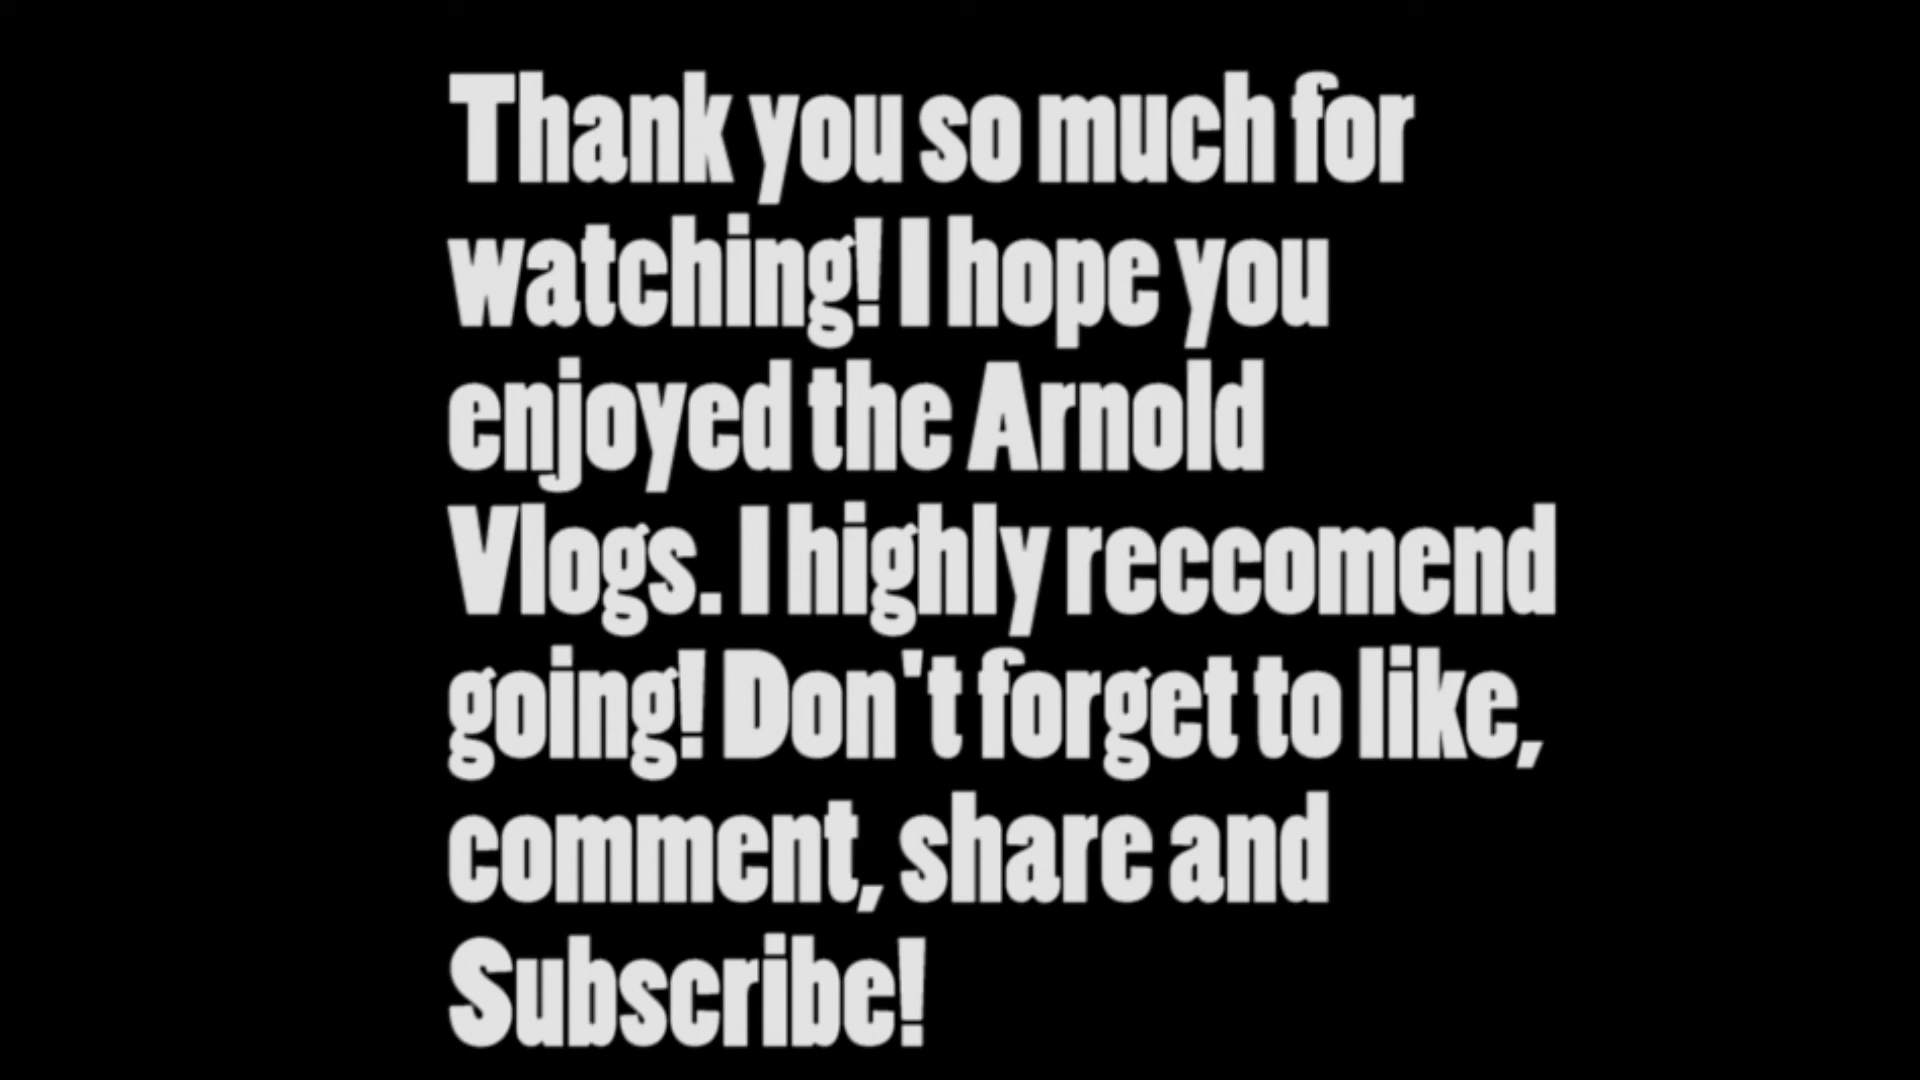 Thank you so much for
watching! I hope you
enjoyed the Arnold
Vlogs. I highly reccomend
going! Don't forget to like,
comment, share and
Subscribe!